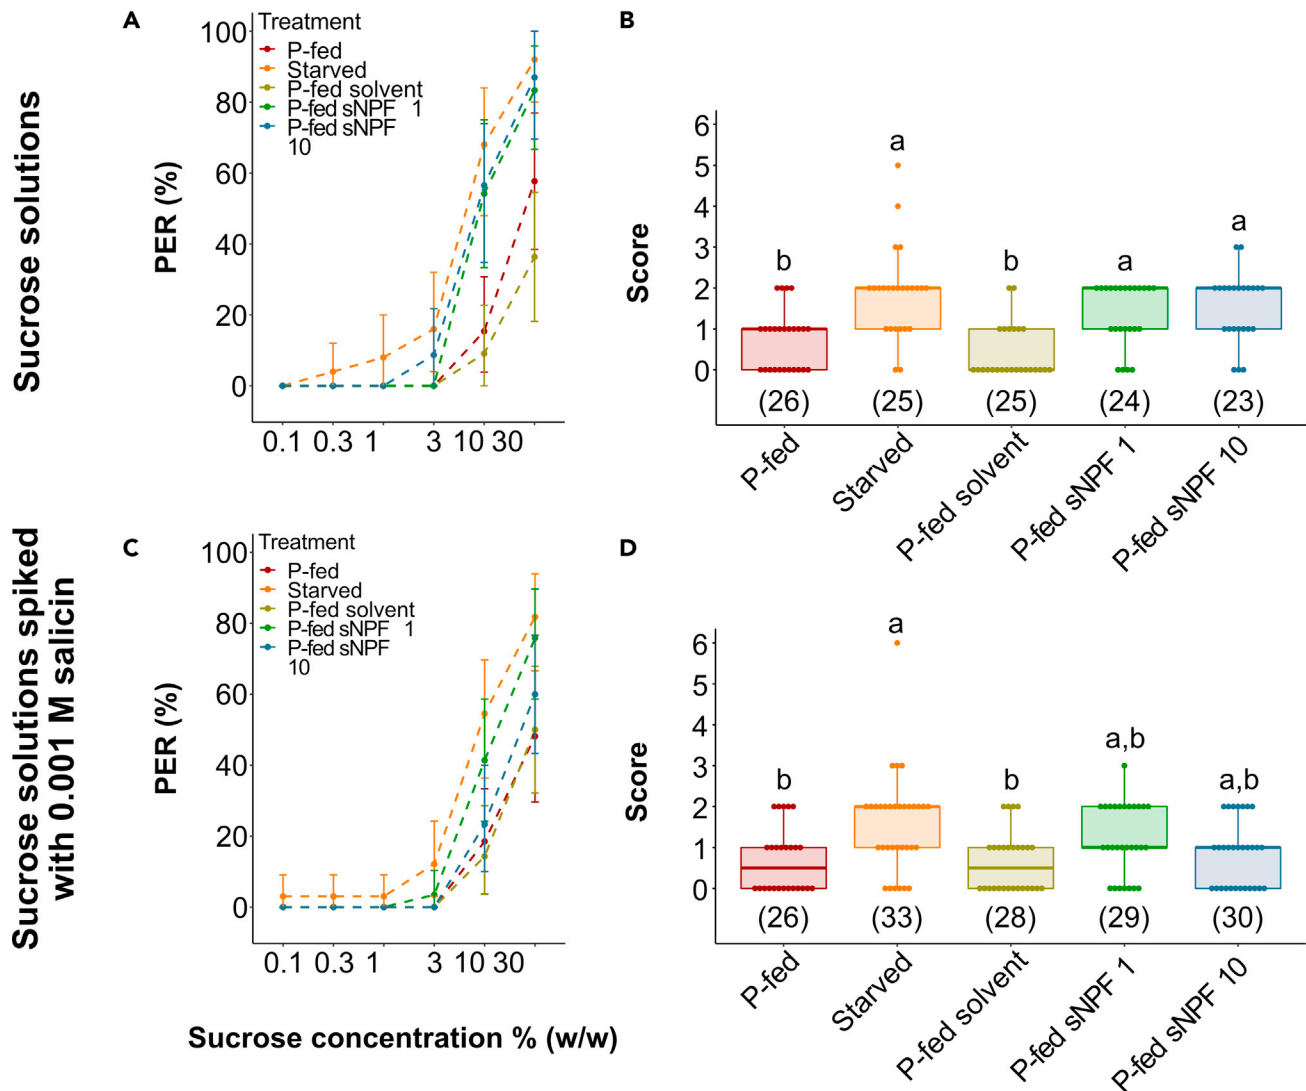 Sucrose solutions
A
Treatment
P-fed
Starved
P-fed solvent
P-fed sNPF 1
P-fed sNPF
10
PER (%)
100
80
60
40
20
0
0.1 0.3 1 3 10 30
B
Score
6
5
4
3
2
1
0
b a b a a
(26) (25) (25) (24) (23)
P-fed
Starved
P-fed solvent
P-fed sNPF 1
P-fed sNPF 10
Sucrose solutions spiked
with 0.001 M salicin
C
Treatment
P-fed
Starved
P-fed solvent
P-fed sNPF 1
P-fed sNPF
10
PER (%)
100
80
60
40
20
0
0.1 0.3 1 3 10 30
Sucrose concentration % (w/w)
D
Score
6
5
4
3
2
1
0
b a b a,b a,b
(26) (33) (28) (29) (30)
P-fed
Starved
P-fed solvent
P-fed sNPF 1
P-fed sNPF 10